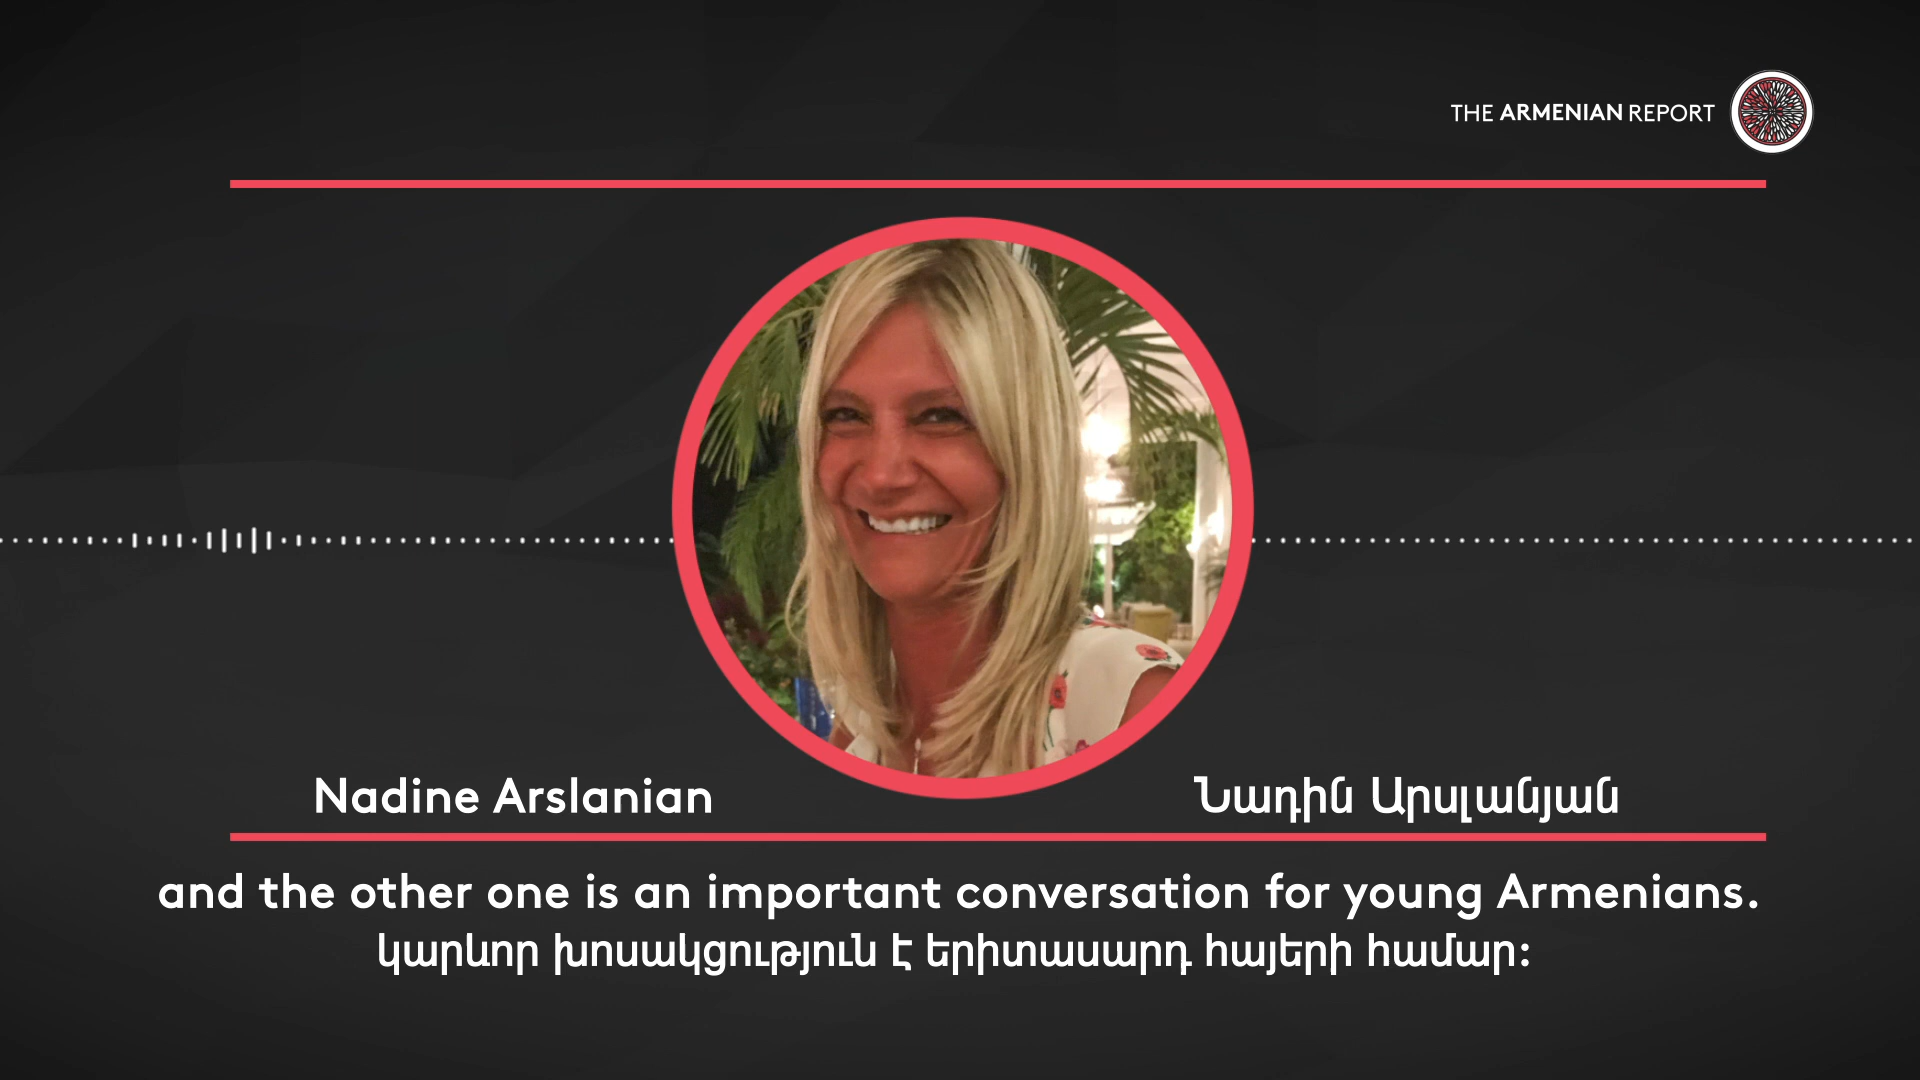 THE ARMENIAN REPORT
Nadine Arslanian
Նադին Արսլանյան
and the other one is an important conversation for young Armenians.
կարևոր խոսակցություն է երիտասարդ հայերի համար: